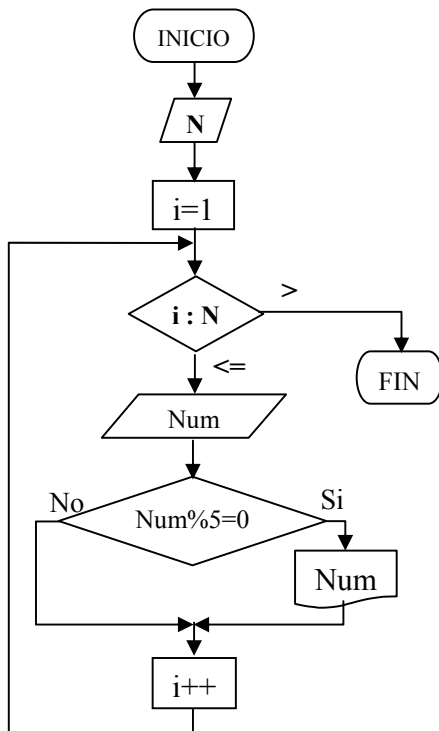 INICIO
N
i=1
i : N
>
<=
FIN
Num
No
Si
Num%5=0
Num
i++